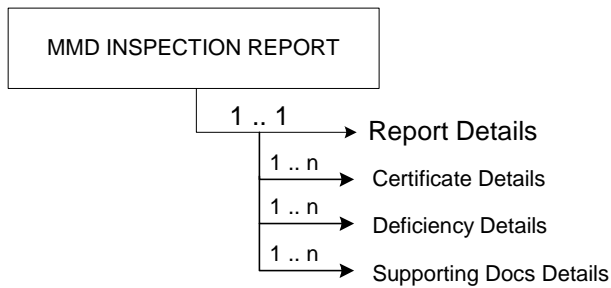 MMD INSPECTION REPORT
1 .. 1
Report Details
1 .. n
Certificate Details
1 .. n
Deficiency Details
1 .. n
Supporting Docs Details